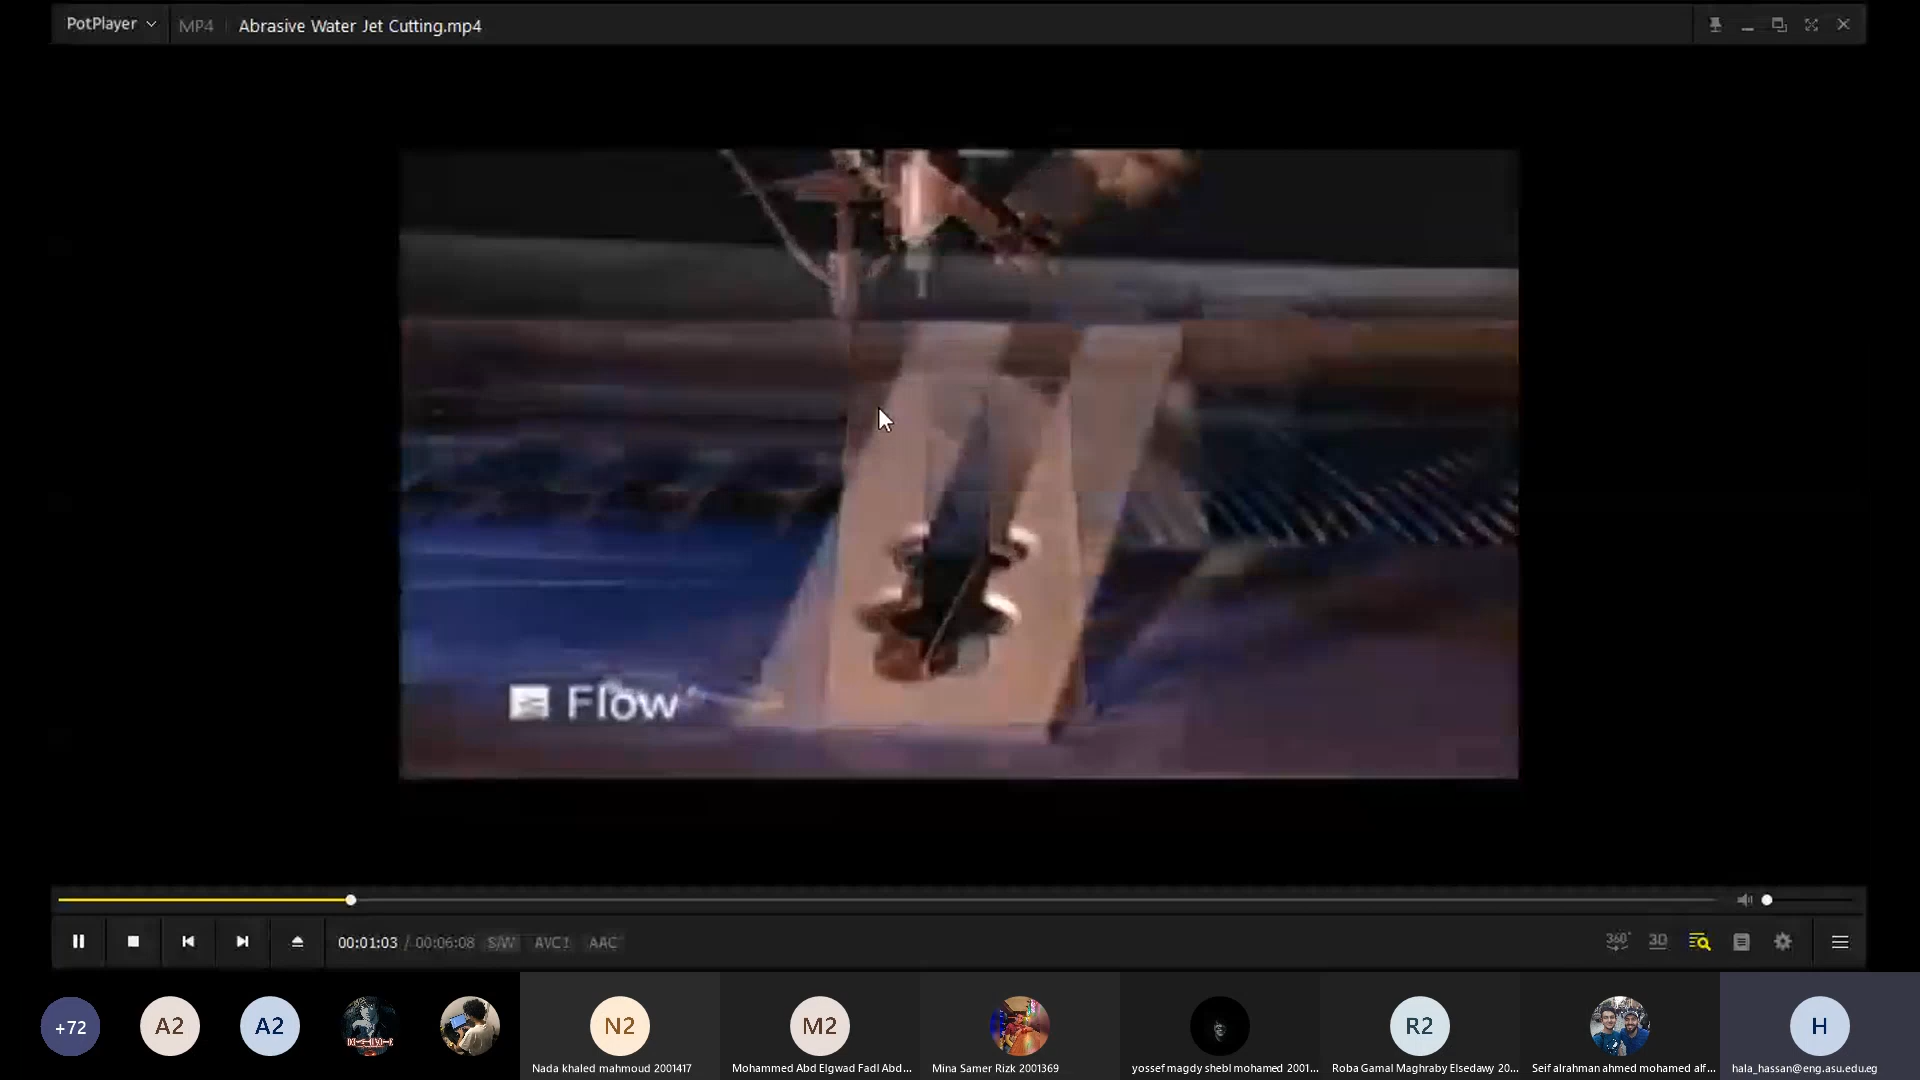 PotPlayer
MP4
Abrasive Water Jet Cutting.mp4
Flow
00:01:03 / 00:06:08 S/W AVC1 AAC
360°
3D
+72
A2
A2
N2
M2
R2
H
Nada khaled mahmoud 2001417
Mohammed Abd Elgwad Fadl Abd...
Mina Samer Rizk 2001369
yossef magdy shebl mohamed 2001...
Roba Gamal Maghraby Elsedawy 20...
Seif alrahman ahmed mohamed alf...
hala_hassan@eng.asu.edu.eg